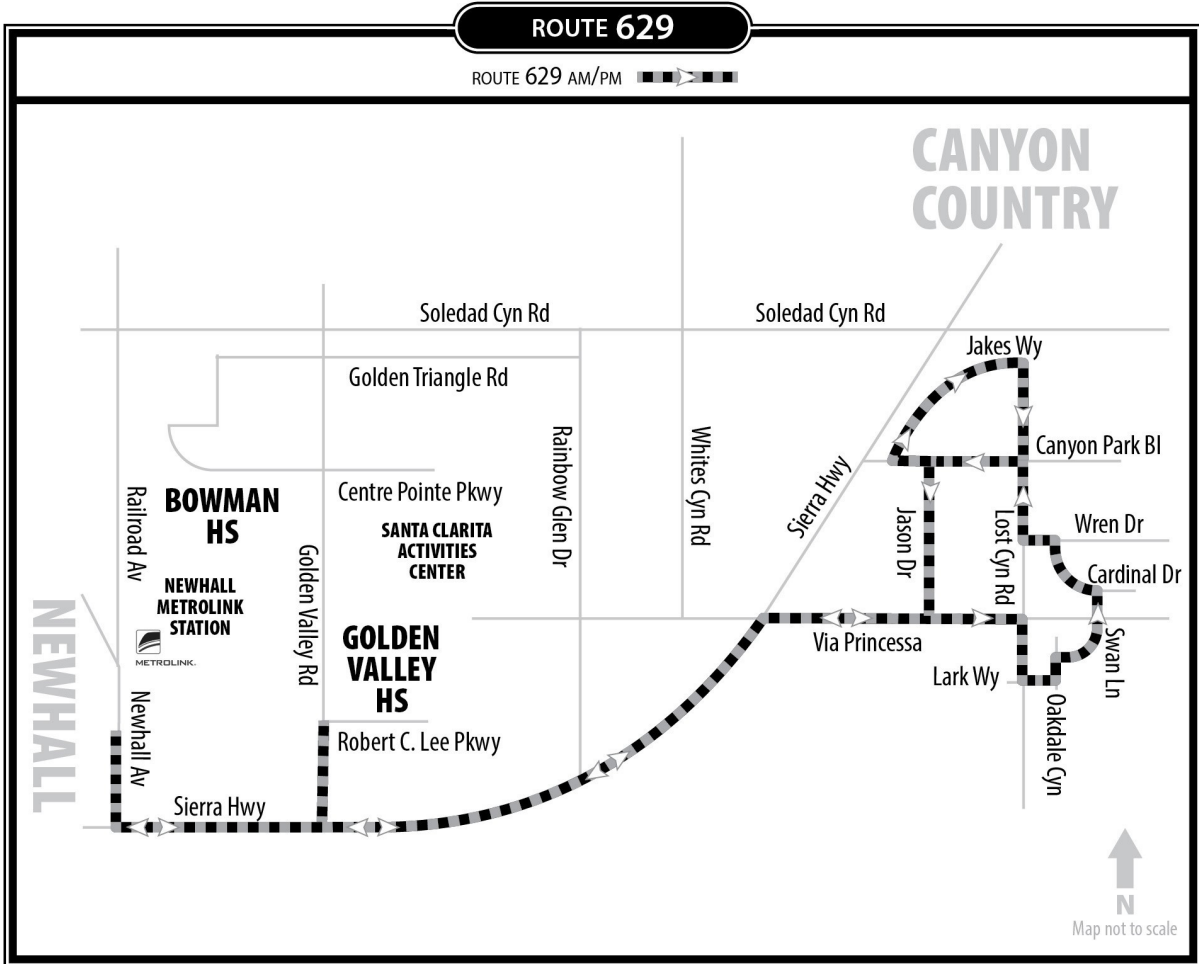 ROUTE 629
ROUTE 629 AM/PM
CANYON
COUNTRY
Soledad Cyn Rd
Soledad Cyn Rd
Jakes Wy
Golden Triangle Rd
Canyon Park Bl
Rainbow Glen Dr
Whites Cyn Rd
Sierra Hwy
Railroad Av
BOWMAN
HS
Centre Pointe Pkwy
SANTA CLARITA
ACTIVITIES
CENTER
Jason Dr
Lost Cyn Rd
Wren Dr
Cardinal Dr
Golden Valley Rd
NEWHALL
METROLINK
STATION
METROLINK.
NEWHALL
GOLDEN
VALLEY
HS
Via Princessa
Swan Ln
Lark Wy
Oakdale Cyn
Newhall Av
Robert C. Lee Pkwy
Sierra Hwy
N
Map not to scale